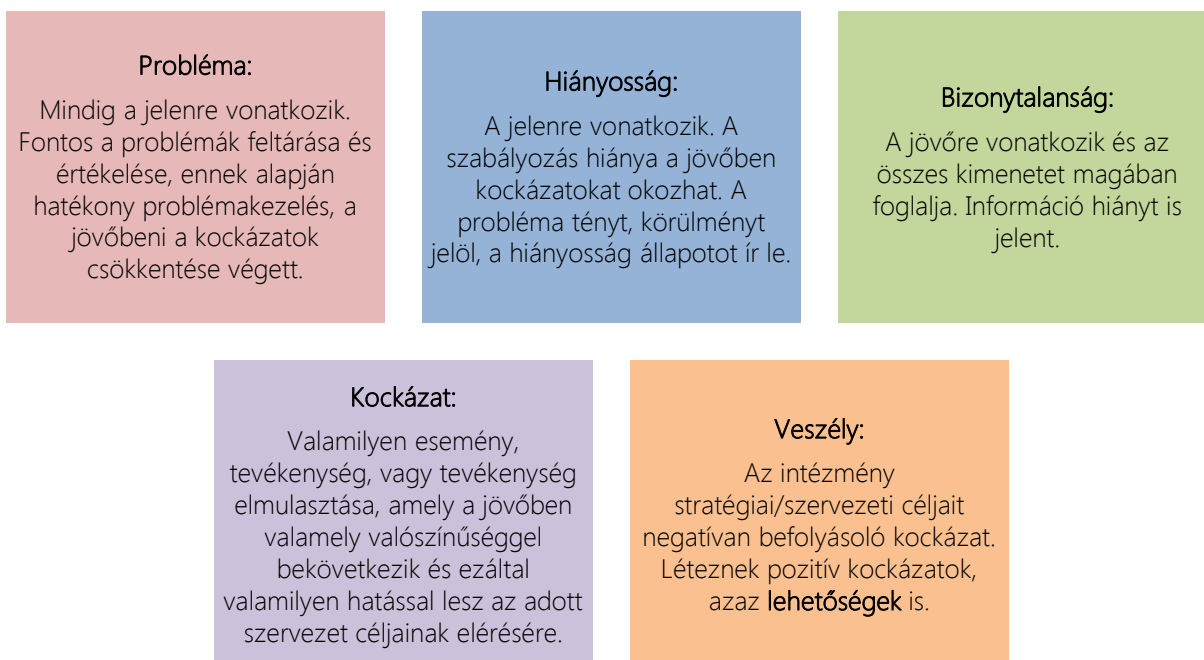 Probléma:
Mindig a jelenre vonatkozik.
Fontos a problémák feltárása és
értékelése, ennek alapján
hatékony problémakezelés, a
jövőbeni a kockázatok
csökkentése végett.
Hiányosság:
A jelenre vonatkozik. A
szabályozás hiánya a jövőben
kockázatokat okozhat. A
probléma tényt, körülményt
jelöl, a hiányosság állapotot ír le.
Bizonytalanság:
A jövőre vonatkozik és az
összes kimenetet magában
foglalja. Információ hiányt is
jelent.
Kockázat:
Valamilyen esemény,
tevékenység, vagy tevékenység
elmulasztása, amely a jövőben
valamely valószínűséggel
bekövetkezik és ezáltal
valamilyen hatással lesz az adott
szervezet céljainak elérésére.
Veszély:
Az intézmény
stratégiai/szervezeti céljait
negatívan befolyásoló kockázat.
Léteznek pozitív kockázatok,
azaz lehetőségek is.